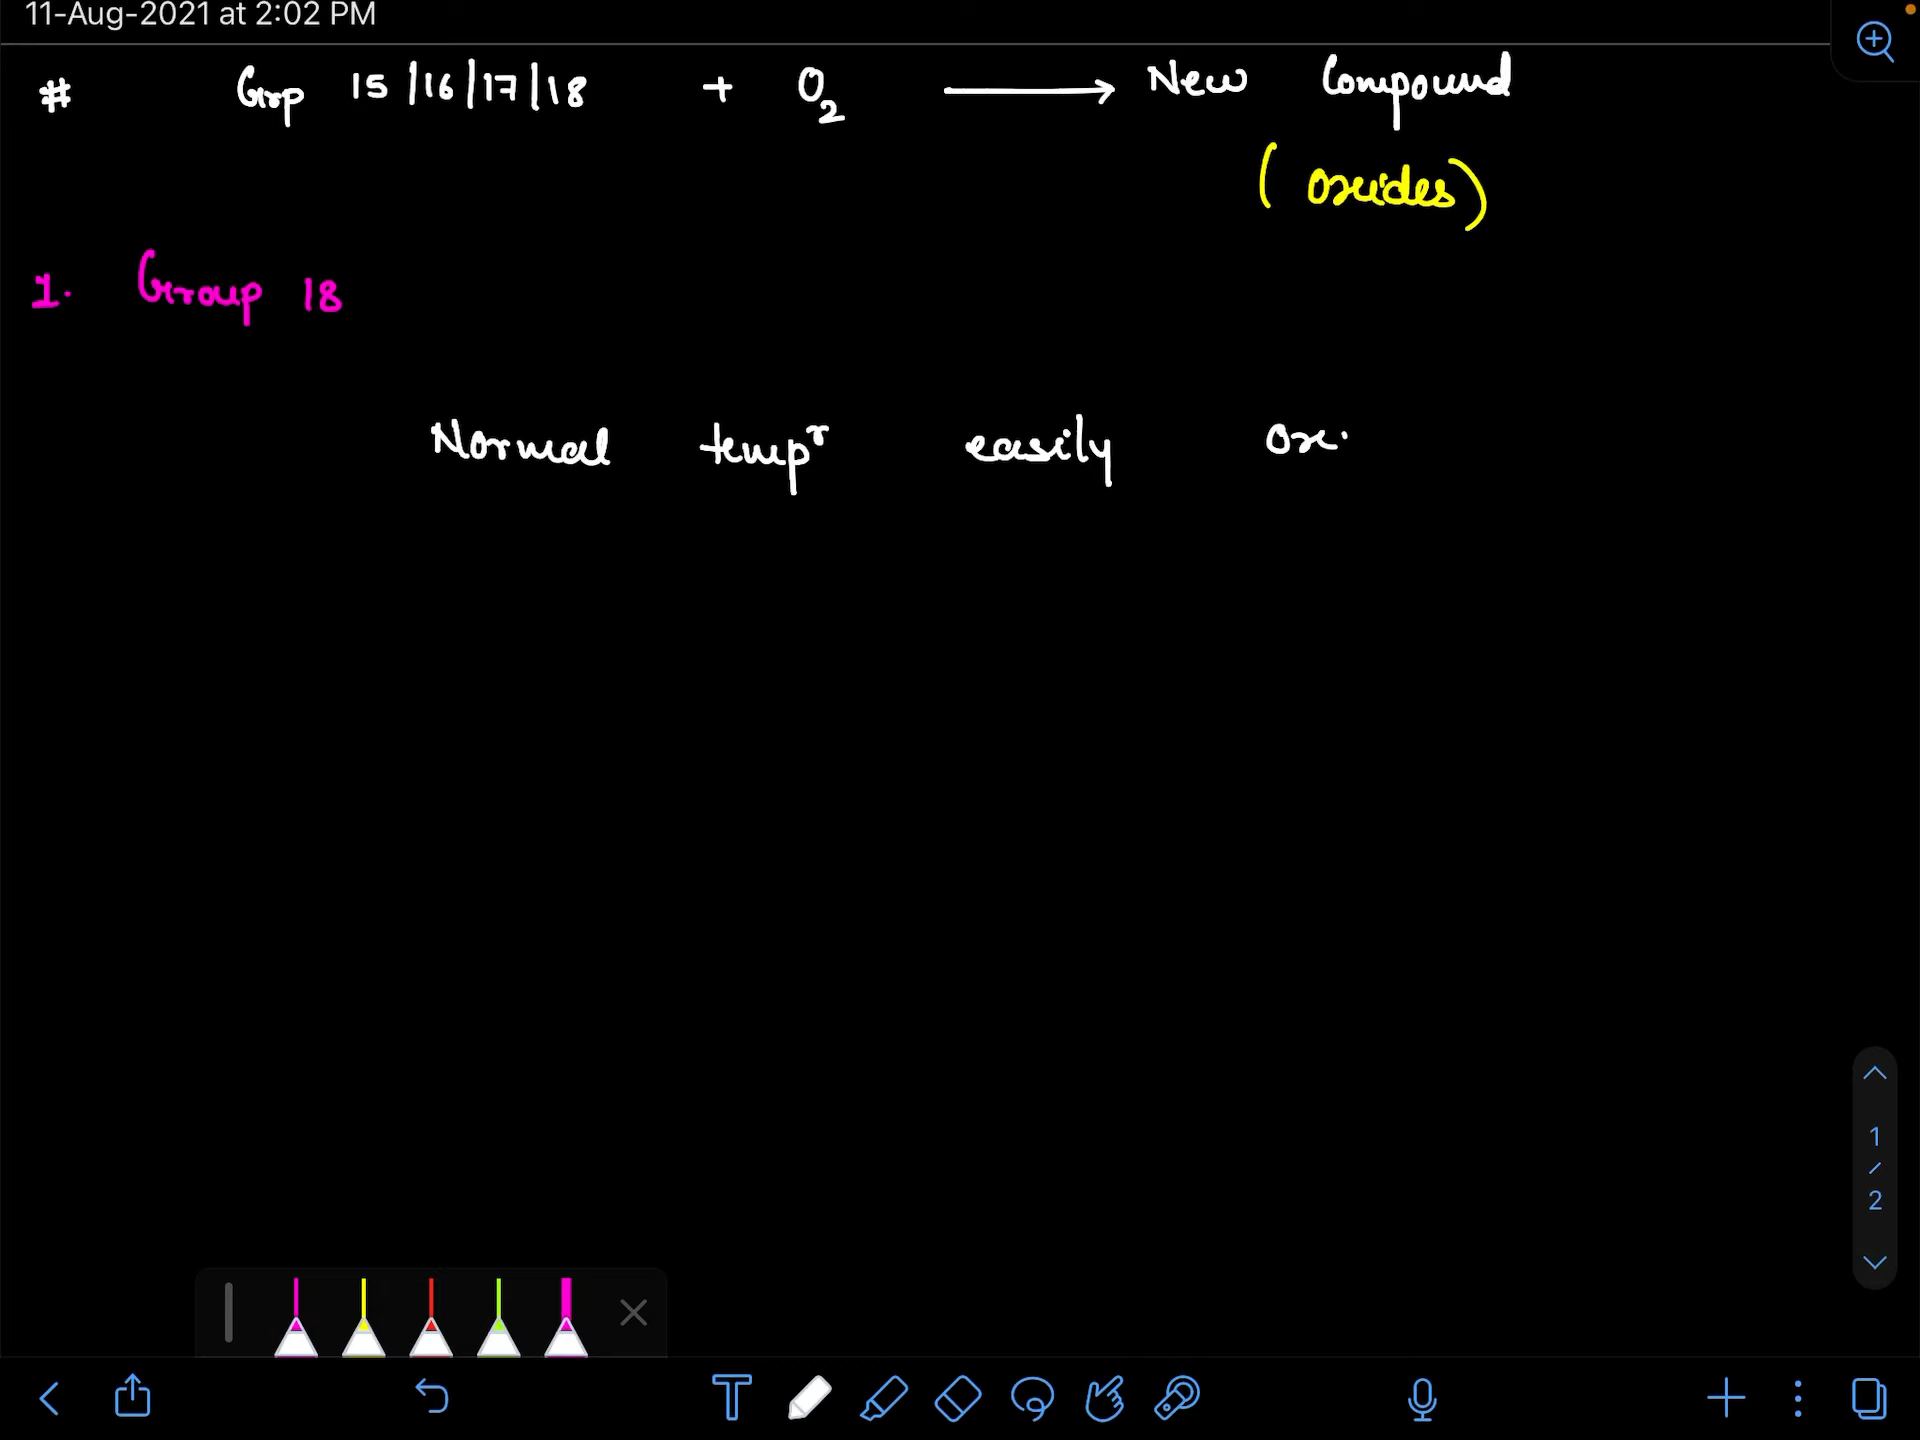 11-Aug-2021 at 2:02 PM
# Grp 15/16/17/18 + O₂ ⟶ New Compound
(oxides)
1. Group 18
Normal tempʳ easily ox.
1
/
2